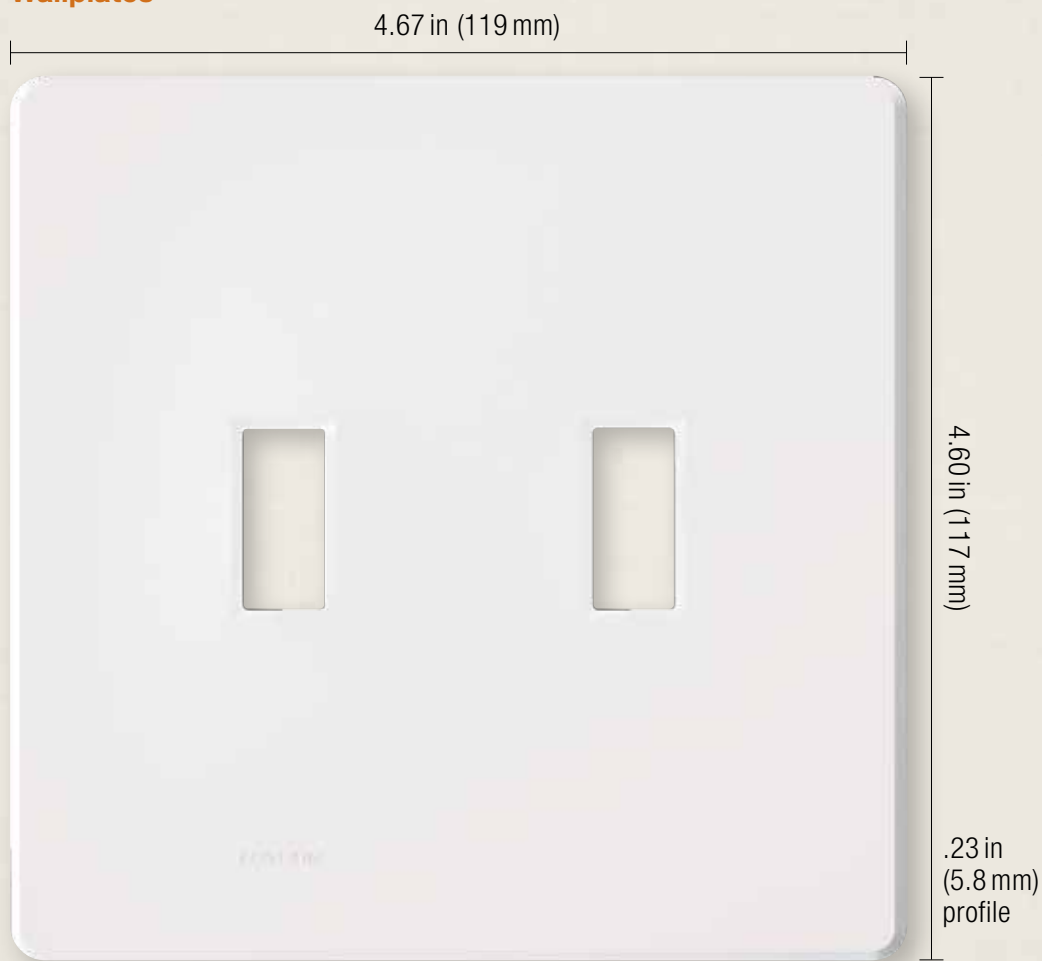 Wallplates
4.67 in (119 mm)
4.60 in (117 mm)
.23 in
(5.8 mm)
profile